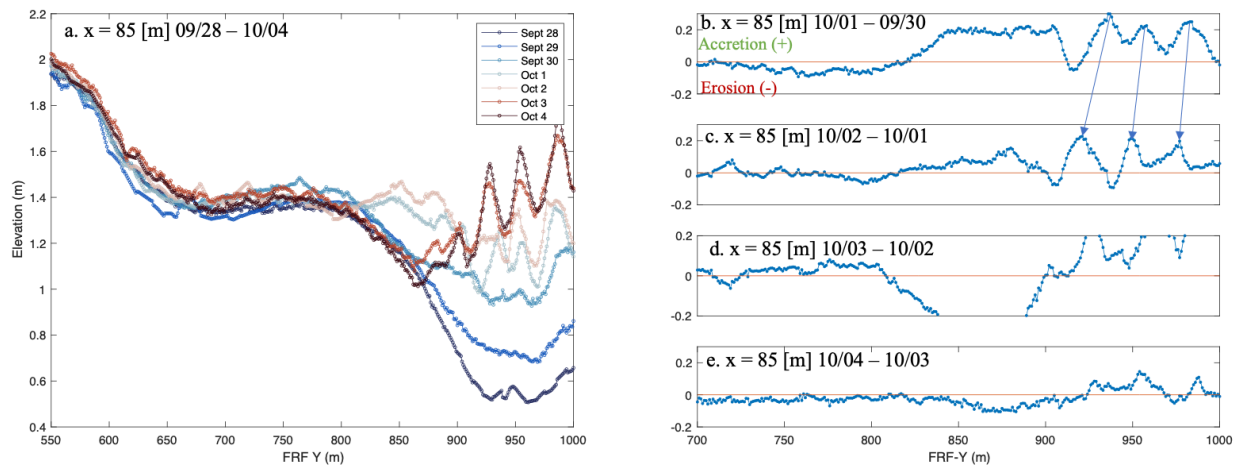 a. x = 85 [m] 09/28 – 10/04
Sept 28
Sept 29
Sept 30
Oct 1
Oct 2
Oct 3
Oct 4
Elevation (m)
2.2
2
1.8
1.6
1.4
1.2
1
0.8
0.6
0.4
550 600 650 700 750 800 850 900 950 1000
FRF Y (m)
b. x = 85 [m] 10/01 – 09/30
Accretion (+)
Erosion (-)
0.2
0
-0.2
c. x = 85 [m] 10/02 – 10/01
0.2
0
-0.2
d. x = 85 [m] 10/03 – 10/02
0.2
0
-0.2
e. x = 85 [m] 10/04 – 10/03
0.2
0
-0.2
700 750 800 850 900 950 1000
FRF-Y (m)